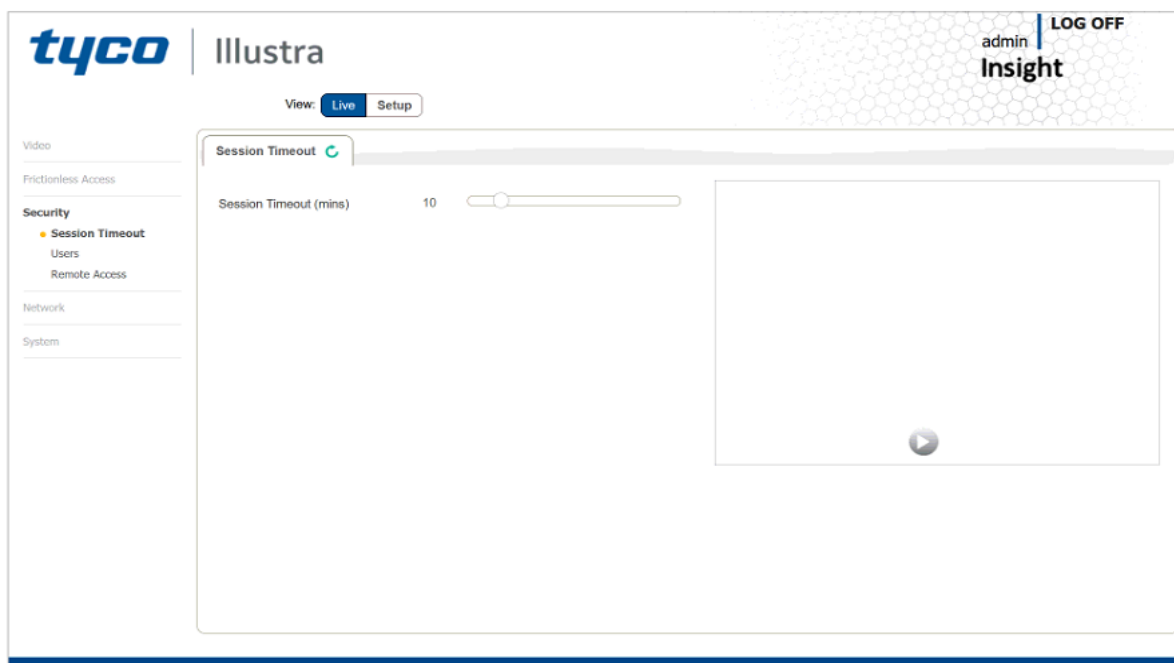 tyco Illustra
admin LOG OFF
Insight
View: Live Setup
Video
Frictionless Access
Security
Session Timeout
Users
Remote Access
Network
System
Session Timeout
Session Timeout (mins) 10